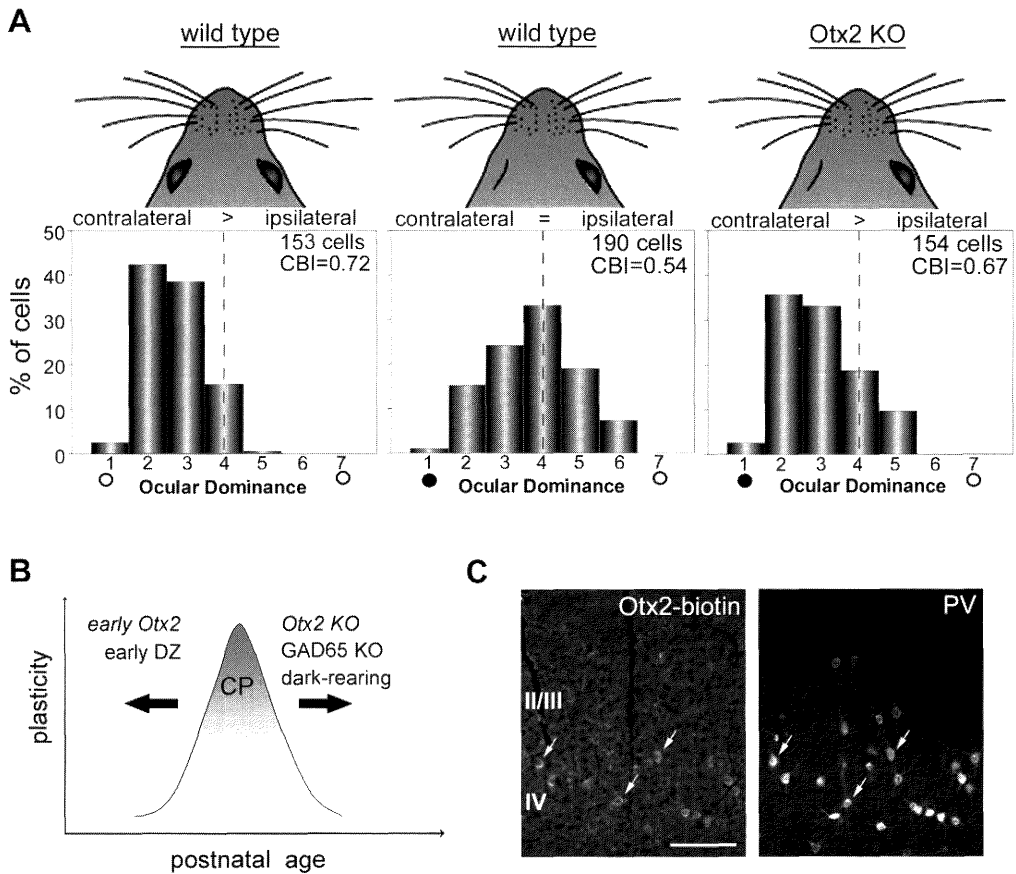 A
wild type
wild type
Otx2 KO
contralateral > ipsilateral
contralateral = ipsilateral
contralateral > ipsilateral
153 cells
CBI=0.72
190 cells
CBI=0.54
154 cells
CBI=0.67
% of cells
50
40
30
20
10
0
1 2 3 4 5 6 7
Ocular Dominance
1 2 3 4 5 6 7
Ocular Dominance
1 2 3 4 5 6 7
Ocular Dominance
B
plasticity
early Otx2
early DZ
CP
Otx2 KO
GAD65 KO
dark-rearing
postnatal age
C
Otx2-biotin
PV
II/III
IV